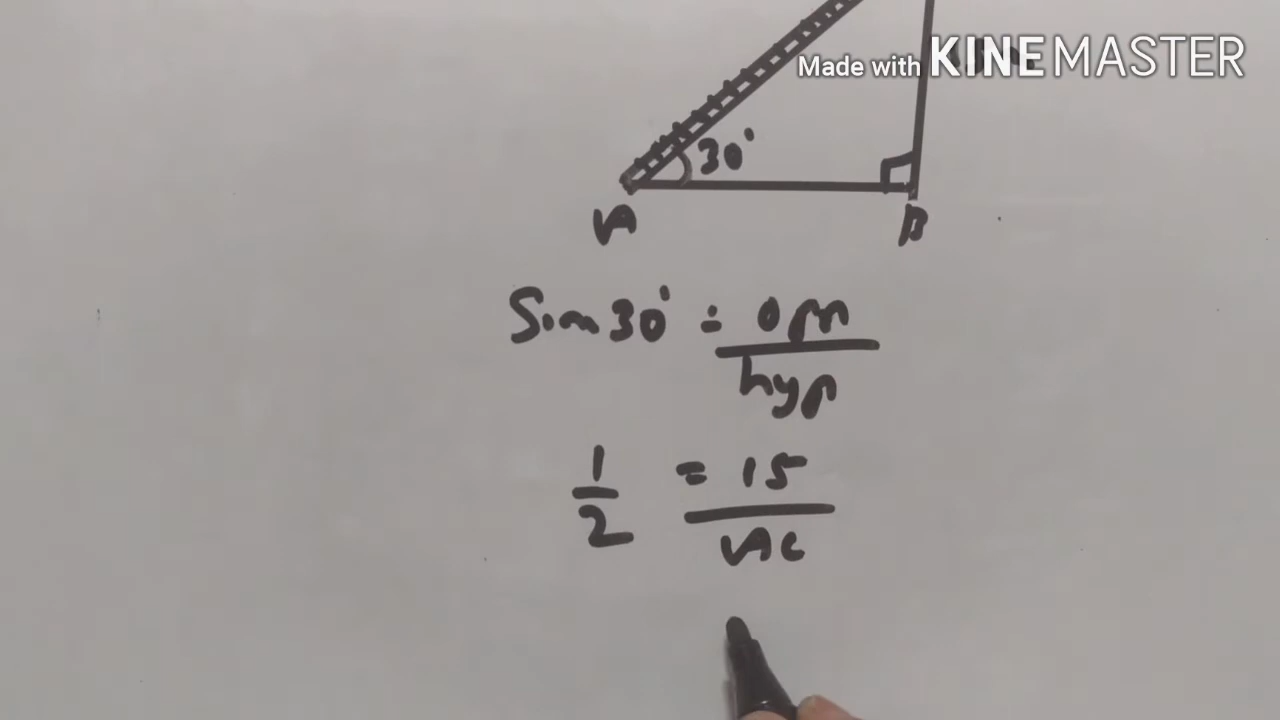 Made with KINEMASTER
30°
A
B
Sin 30° = opp
hyp
1 = 15
2 AC